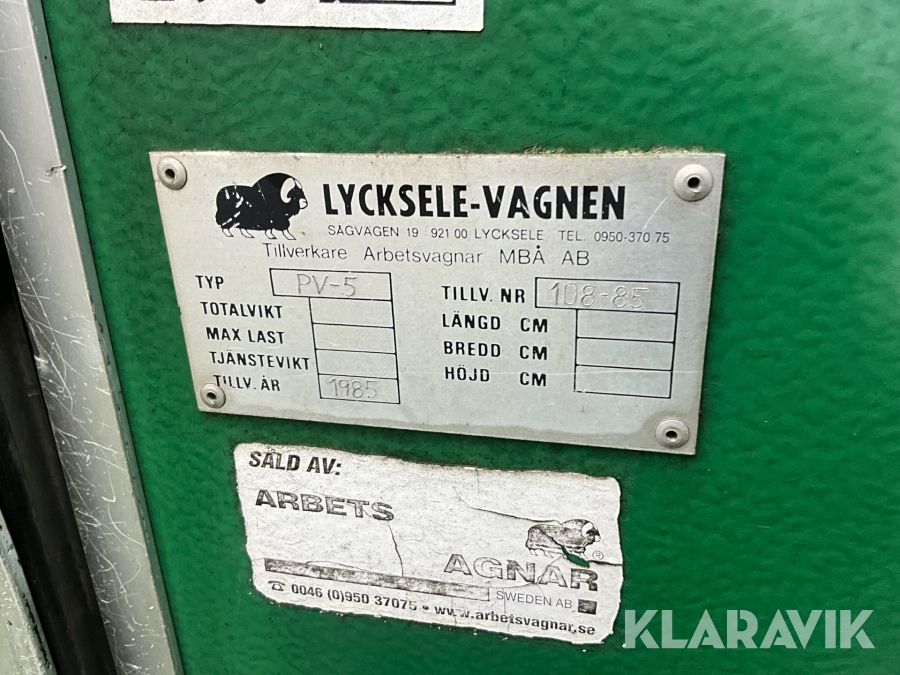 LYCKSELE-VAGNEN
SÅGVÄGEN 19 921 00 LYCKSELE TEL. 0950-370 75
Tillverkare Arbetsvagnar MBÅ AB
TYP PV-5 TILLV. NR 108-85
TOTALVIKT LÄNGD CM
MAX LAST BREDD CM
TJÄNSTEVIKT HÖJD CM
TILLV. ÅR 1985
SÅLD AV:
ARBETS
AGNAR
SWEDEN AB
☎ 0046 (0)950 37075 • www.arbetsvagnar.se
KLARAVIK